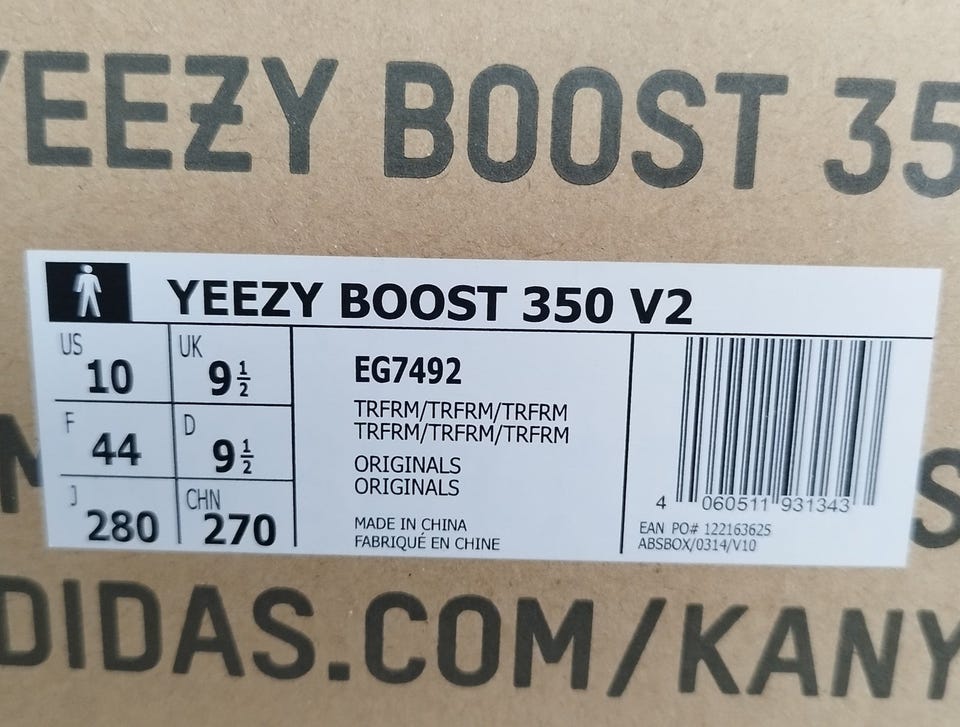 YEEZY BOOST 35
YEEZY BOOST 350 V2
US 10
UK 9 1/2
F 44
D 9 1/2
J 280
CHN 270
EG7492
TRFRM/TRFRM/TRFRM
TRFRM/TRFRM/TRFRM
ORIGINALS
ORIGINALS
MADE IN CHINA
FABRIQUÉ EN CHINE
4 060511 931343
EAN PO# 122163625
ABSBOX/0314/V10
DIDAS.COM/KANY